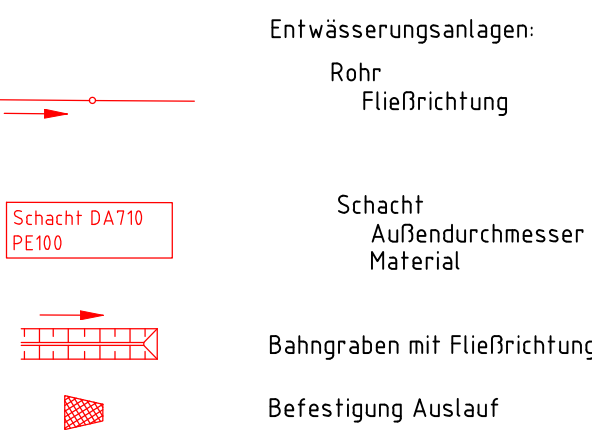 Entwässerungsanlagen:
Rohr
Fließrichtung
Schacht DA710
PE100
Schacht
Außendurchmesser
Material
Bahngraben mit Fließrichtung
Befestigung Auslauf